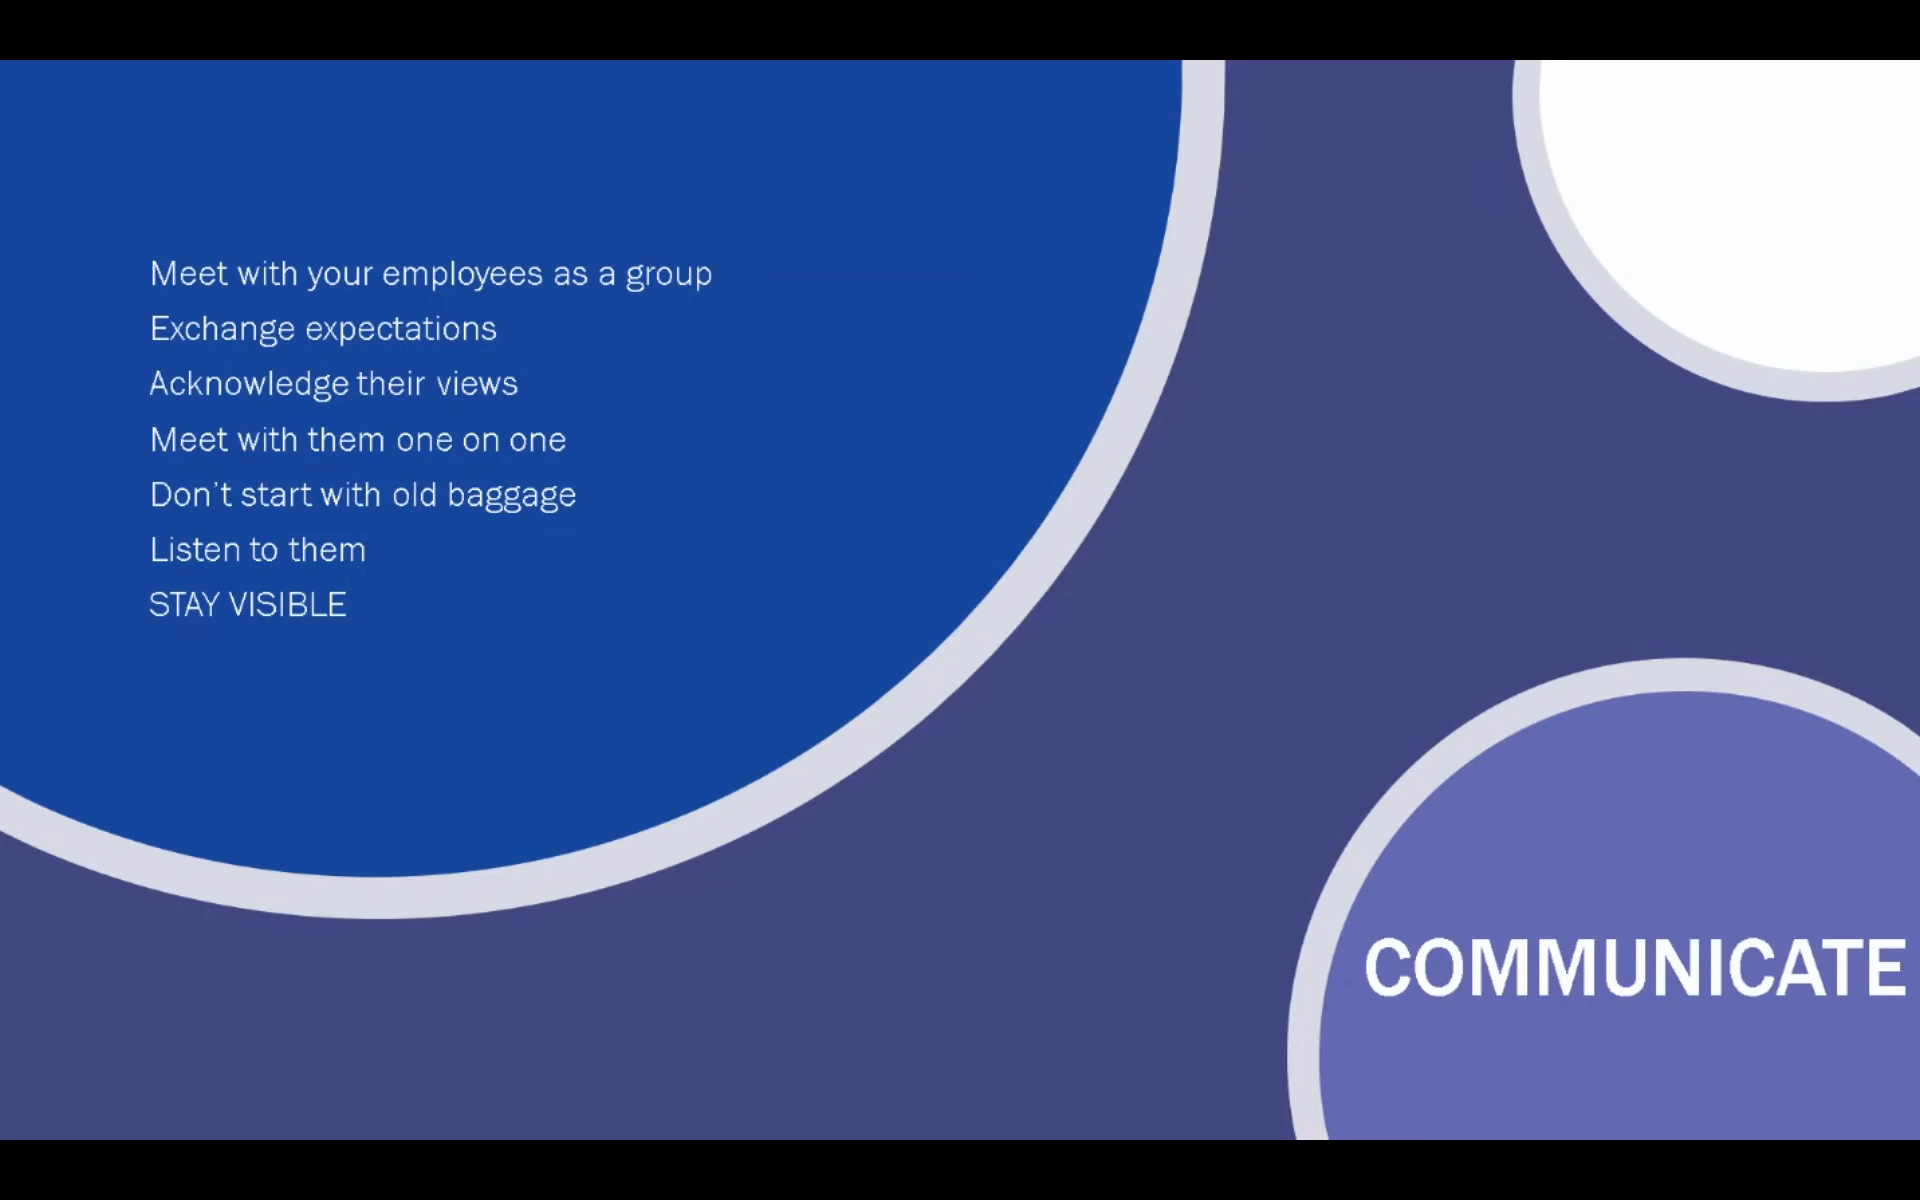 Meet with your employees as a group
Exchange expectations
Acknowledge their views
Meet with them one on one
Don't start with old baggage
Listen to them
STAY VISIBLE
COMMUNICATE